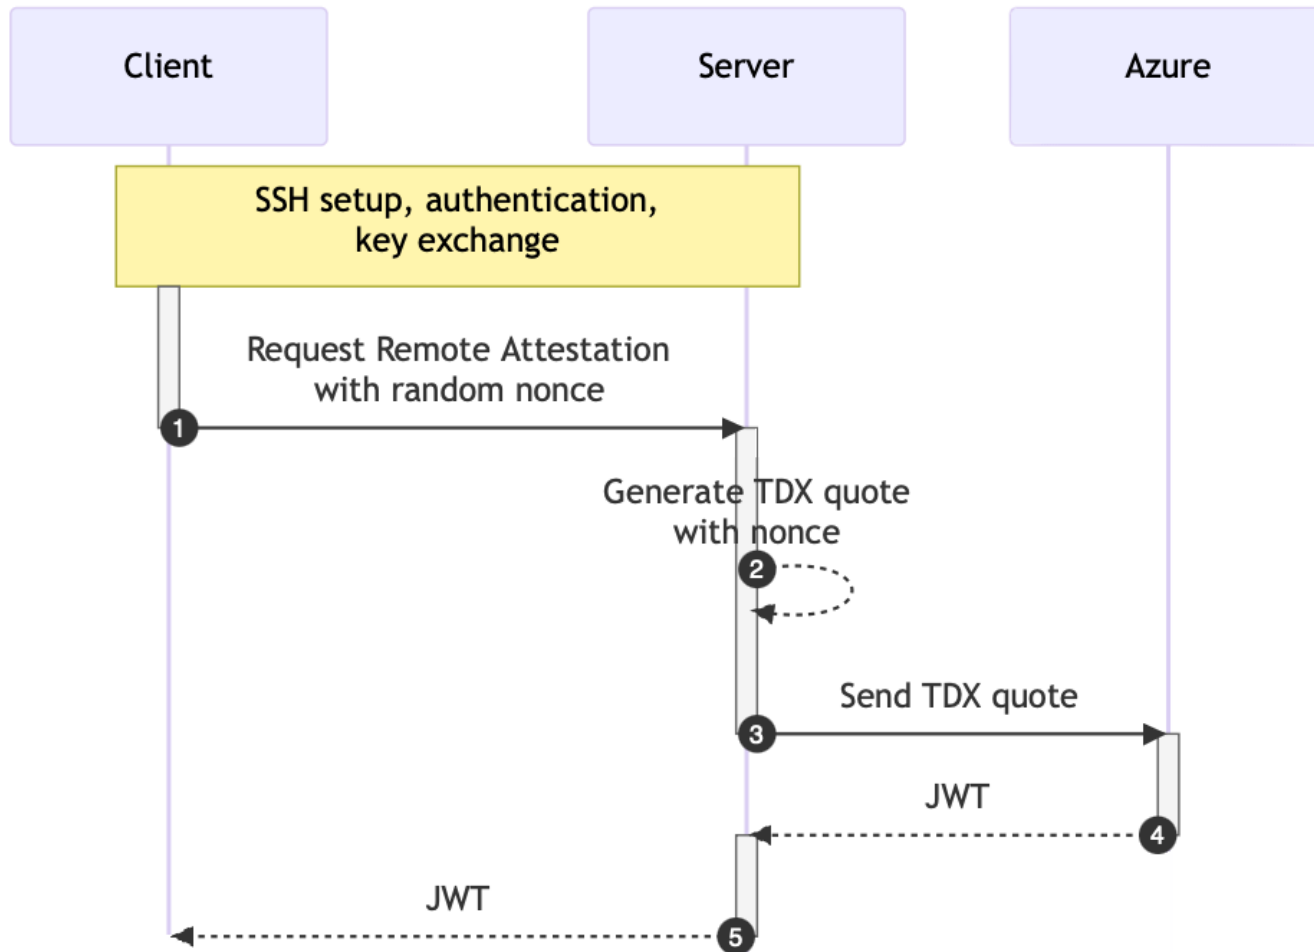 Client
Server
Azure
SSH setup, authentication,
key exchange
Request Remote Attestation
with random nonce
1
Generate TDX quote
with nonce
2
Send TDX quote
3
JWT
4
JWT
5